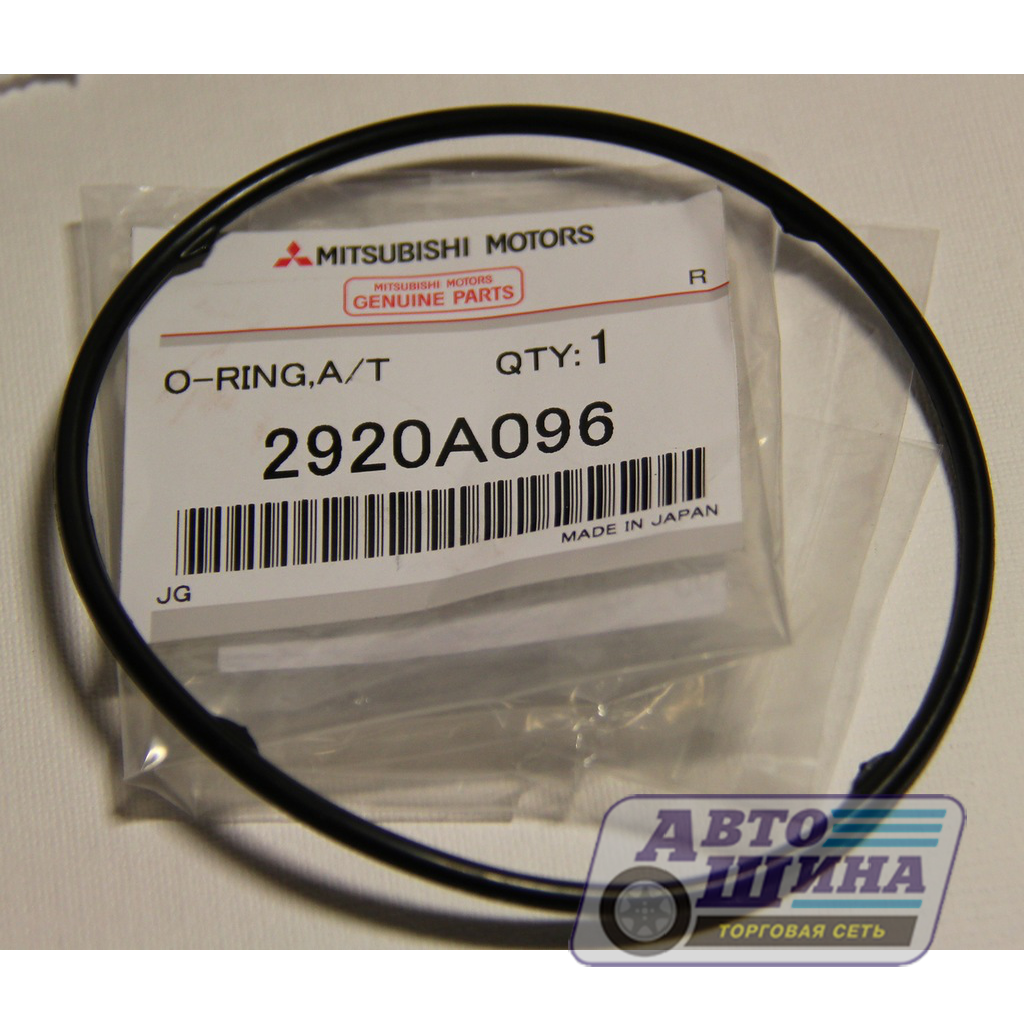 MITSUBISHI MOTORS
MITSUBISHI MOTORS
GENUINE PARTS
R
O-RING,A/T QTY: 1
2920A096
MADE IN JAPAN
JG
АВТО
ШИНА
ТОРГОВАЯ СЕТЬ